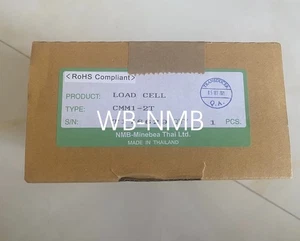 <RoHS Compliant>
PRODUCT: LOAD CELL
TYPE: CMM1-2T
S/N: 1 PCS.
WB-NMB
NMB-Minebea Thai Ltd.
MADE IN THAILAND
Q.A.